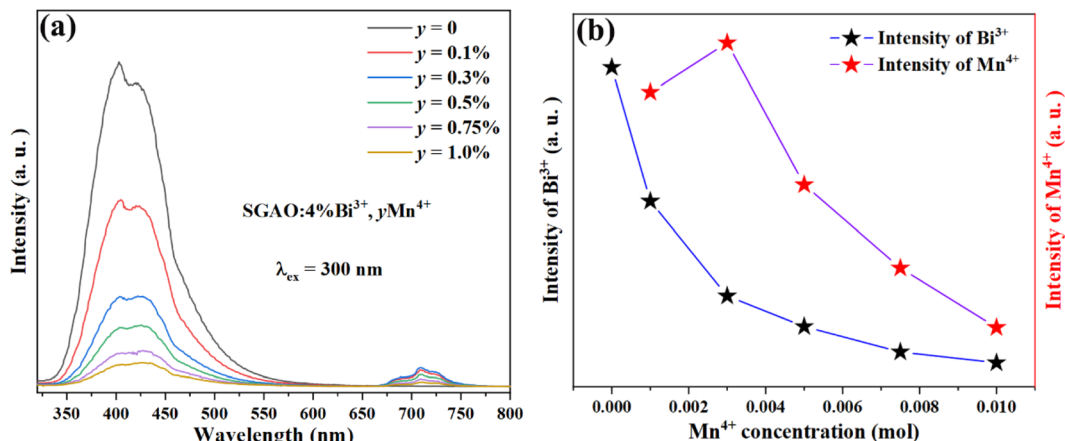 (a)
y = 0
y = 0.1%
y = 0.3%
y = 0.5%
y = 0.75%
y = 1.0%
SGAO:4%Bi³⁺, yMn⁴⁺
λex = 300 nm
Intensity (a. u.)
350 400 450 500 550 600 650 700 750 800
Wavelength (nm)
(b)
Intensity of Bi³⁺
Intensity of Mn⁴⁺
Intensity of Bi³⁺ (a. u.)
Intensity of Mn⁴⁺ (a. u.)
0.000 0.002 0.004 0.006 0.008 0.010
Mn⁴⁺ concentration (mol)